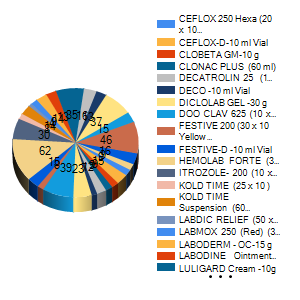 CEFLOX 250 Hexa (20
x 10...
CEFLOX-D-10 ml Vial
CLOBETA GM-10 g
CLONAC PLUS (60 ml)
DECATROLIN 25 (1...
DECO -10 ml Vial
DICLOLAB GEL -30 g
DOO CLAV 625 (10 x...
FESTIVE 200 (30 x 10
Yellow...
FESTIVE-D -10 ml Vial
HEMOLAB FORTE (3...
ITROZOLE- 200 (10 x...
KOLD TIME (25 x 10 )
KOLD TIME
Suspension (60...
LABDIC RELIEF (50 x...
LABMOX 250 (Red) (3...
LABODERM - OC-15 g
LABODINE Ointment...
LULIGARD Cream -10g
...
37
15
46
62
30
39
23